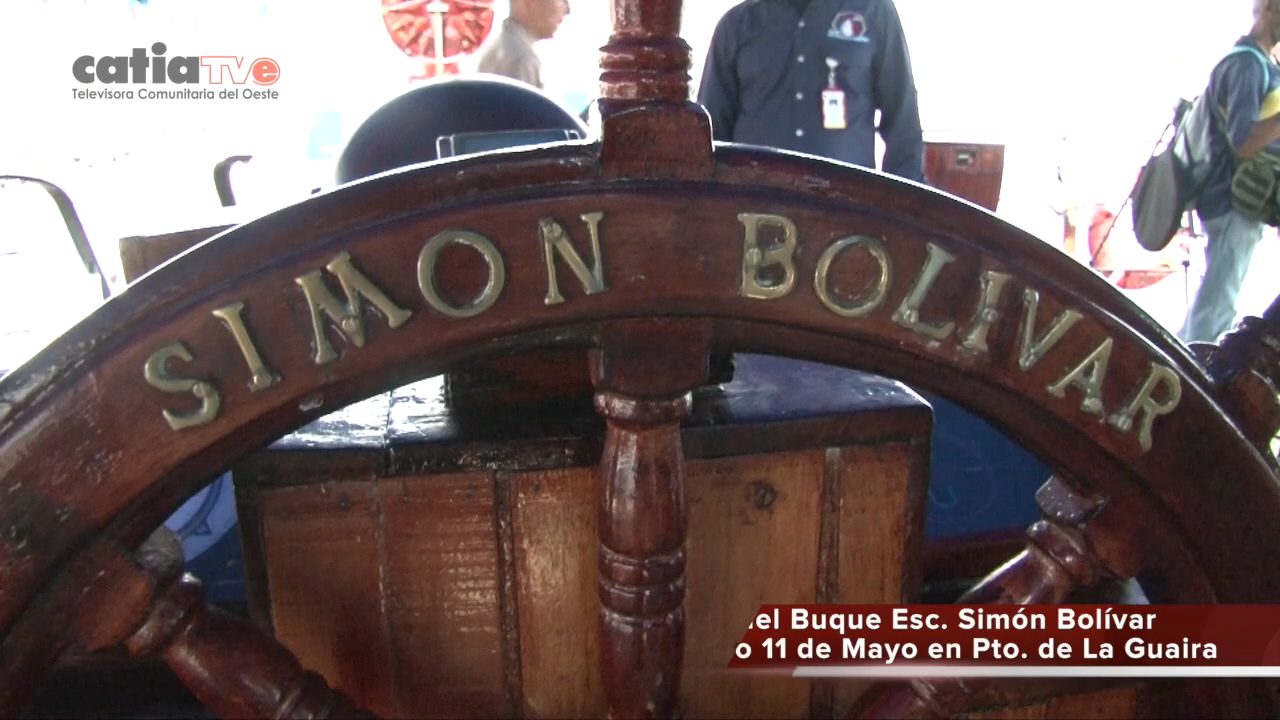 catiaTVe
Televisora Comunitaria del Oeste
SIMON BOLIVAR
el Buque Esc. Simón Bolívar
o 11 de Mayo en Pto. de La Guaira